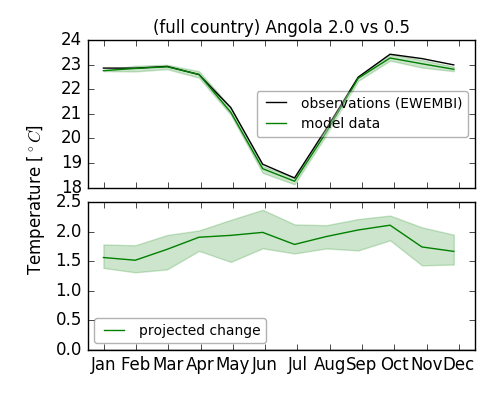 (full country) Angola 2.0 vs 0.5
Temperature [°C]
24
23
22
21
20
19
18
observations (EWEMBI)
model data
2.5
2.0
1.5
1.0
0.5
0.0
projected change
Jan Feb Mar Apr May Jun Jul Aug Sep Oct Nov Dec